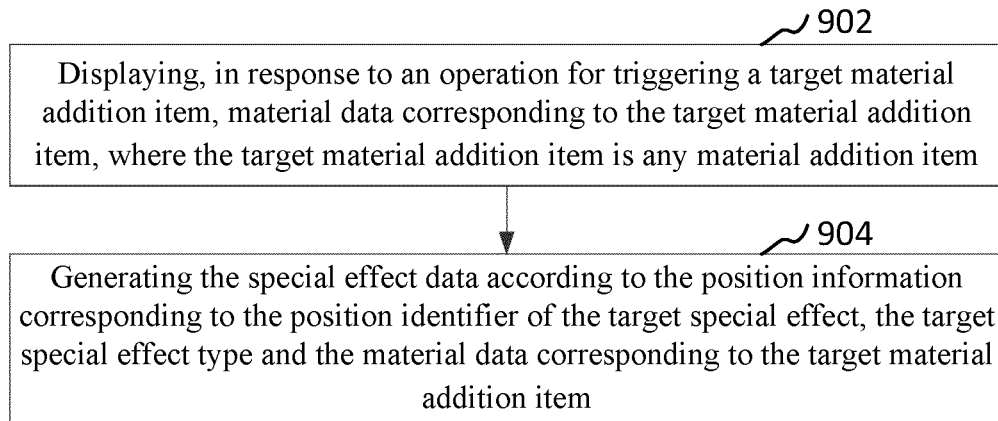 902
Displaying, in response to an operation for triggering a target material
addition item, material data corresponding to the target material addition
item, where the target material addition item is any material addition item
904
Generating the special effect data according to the position information
corresponding to the position identifier of the target special effect, the target
special effect type and the material data corresponding to the target material
addition item